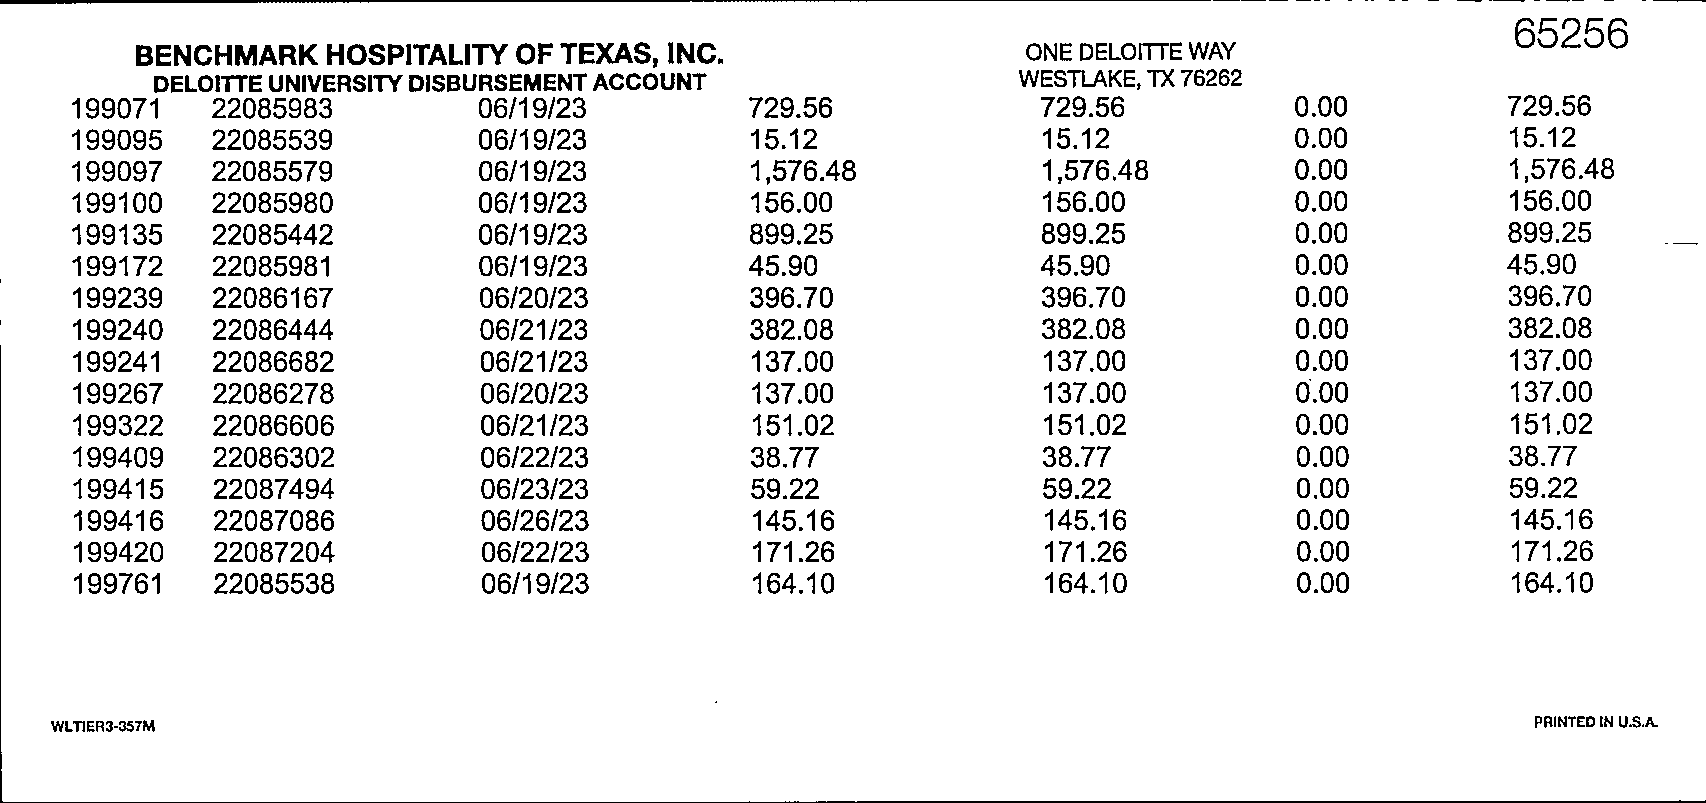 65256
BENCHMARK HOSPITALITY OF TEXAS, INC. ONE DELOITTE WAY
DELOITTE UNIVERSITY DISBURSEMENT ACCOUNT WESTLAKE, TX 76262
199071 22085983 06/19/23 729.56 729.56 0.00 729.56
199095 22085539 06/19/23 15.12 15.12 0.00 15.12
199097 22085579 06/19/23 1,576.48 1,576.48 0.00 1,576.48
199100 22085980 06/19/23 156.00 156.00 0.00 156.00
199135 22085442 06/19/23 899.25 899.25 0.00 899.25
199172 22085981 06/19/23 45.90 45.90 0.00 45.90
199239 22086167 06/20/23 396.70 396.70 0.00 396.70
199240 22086444 06/21/23 382.08 382.08 0.00 382.08
199241 22086682 06/21/23 137.00 137.00 0.00 137.00
199267 22086278 06/20/23 137.00 137.00 0.00 137.00
199322 22086606 06/21/23 151.02 151.02 0.00 151.02
199409 22086302 06/22/23 38.77 38.77 0.00 38.77
199415 22087494 06/23/23 59.22 59.22 0.00 59.22
199416 22087086 06/26/23 145.16 145.16 0.00 145.16
199420 22087204 06/22/23 171.26 171.26 0.00 171.26
199761 22085538 06/19/23 164.10 164.10 0.00 164.10
WLTIER3-357M PRINTED IN U.S.A.